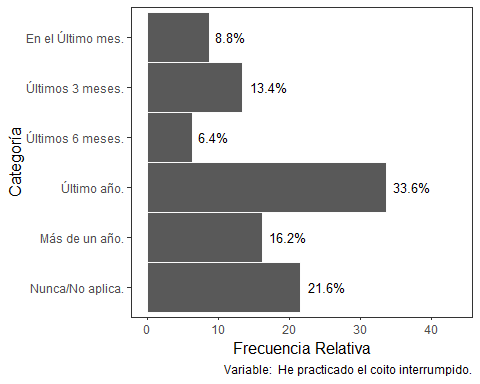 En el Último mes.
8.8%
Últimos 3 meses.
13.4%
Últimos 6 meses.
6.4%
Último año.
33.6%
Más de un año.
16.2%
Nunca/No aplica.
21.6%
Categoría
0 10 20 30 40
Frecuencia Relativa
Variable: He practicado el coito interrumpido.